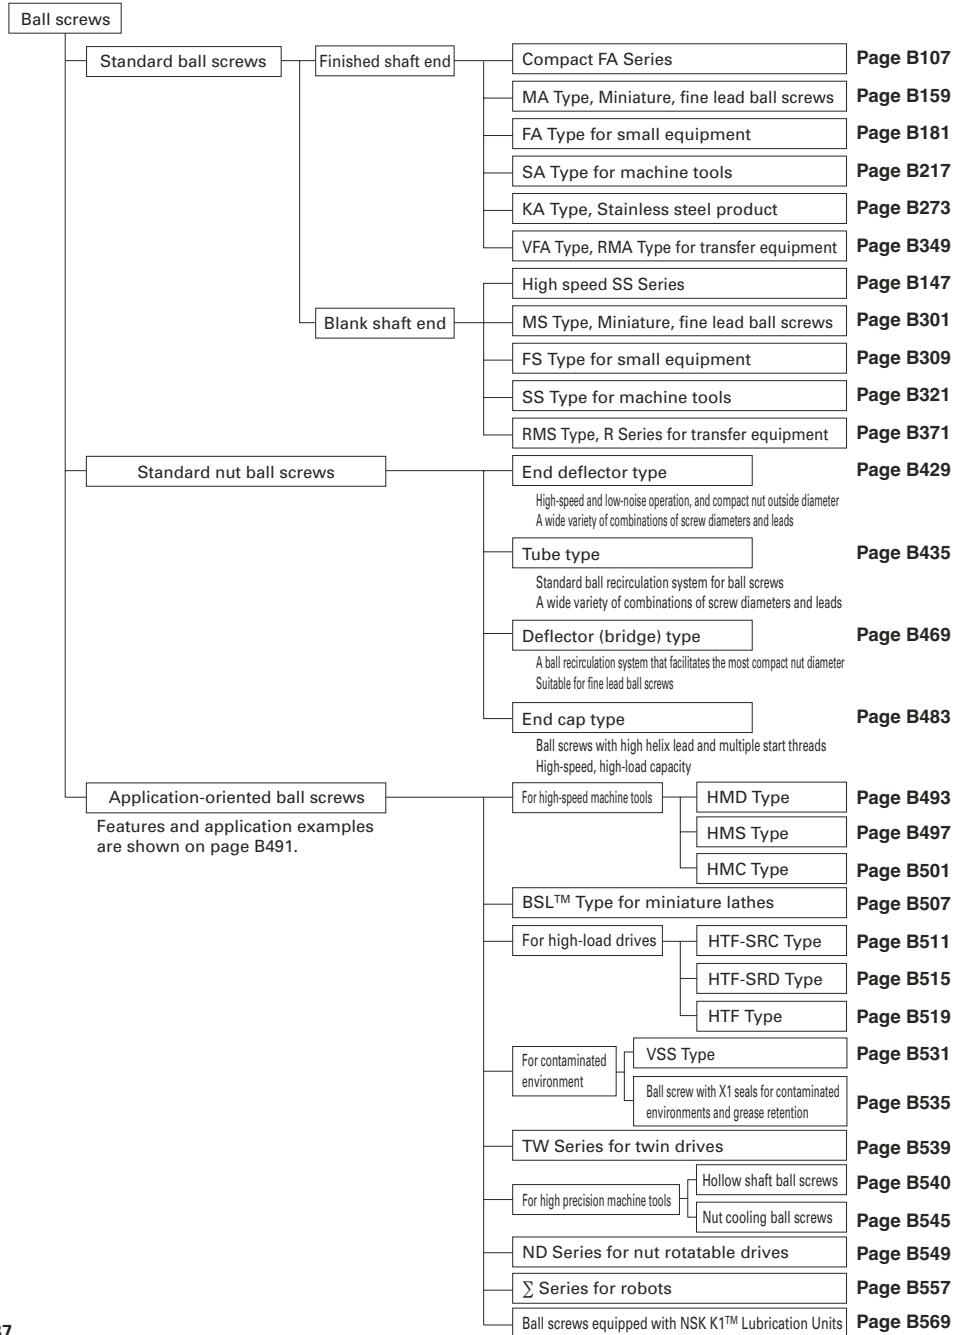 Ball screws
Standard ball screws
Finished shaft end
Compact FA Series
Page B107
MA Type, Miniature, fine lead ball screws
Page B159
FA Type for small equipment
Page B181
SA Type for machine tools
Page B217
KA Type, Stainless steel product
Page B273
VFA Type, RMA Type for transfer equipment
Page B349
High speed SS Series
Page B147
Blank shaft end
MS Type, Miniature, fine lead ball screws
Page B301
FS Type for small equipment
Page B309
SS Type for machine tools
Page B321
RMS Type, R Series for transfer equipment
Page B371
Standard nut ball screws
End deflector type
Page B429
High-speed and low-noise operation, and compact nut outside diameter
A wide variety of combinations of screw diameters and leads
Tube type
Page B435
Standard ball recirculation system for ball screws
A wide variety of combinations of screw diameters and leads
Deflector (bridge) type
Page B469
A ball recirculation system that facilitates the most compact nut diameter
Suitable for fine lead ball screws
End cap type
Page B483
Ball screws with high helix lead and multiple start threads
High-speed, high-load capacity
Application-oriented ball screws
Features and application examples
are shown on page B491.
For high-speed machine tools
HMD Type
Page B493
HMS Type
Page B497
HMC Type
Page B501
BSL™ Type for miniature lathes
Page B507
For high-load drives
HTF-SRC Type
Page B511
HTF-SRD Type
Page B515
HTF Type
Page B519
For contaminated
environment
VSS Type
Page B531
Ball screw with X1 seals for contaminated
environments and grease retention
Page B535
TW Series for twin drives
Page B539
For high precision machine tools
Hollow shaft ball screws
Page B540
Nut cooling ball screws
Page B545
ND Series for nut rotatable drives
Page B549
∑ Series for robots
Page B557
Ball screws equipped with NSK K1™ Lubrication Units
Page B569